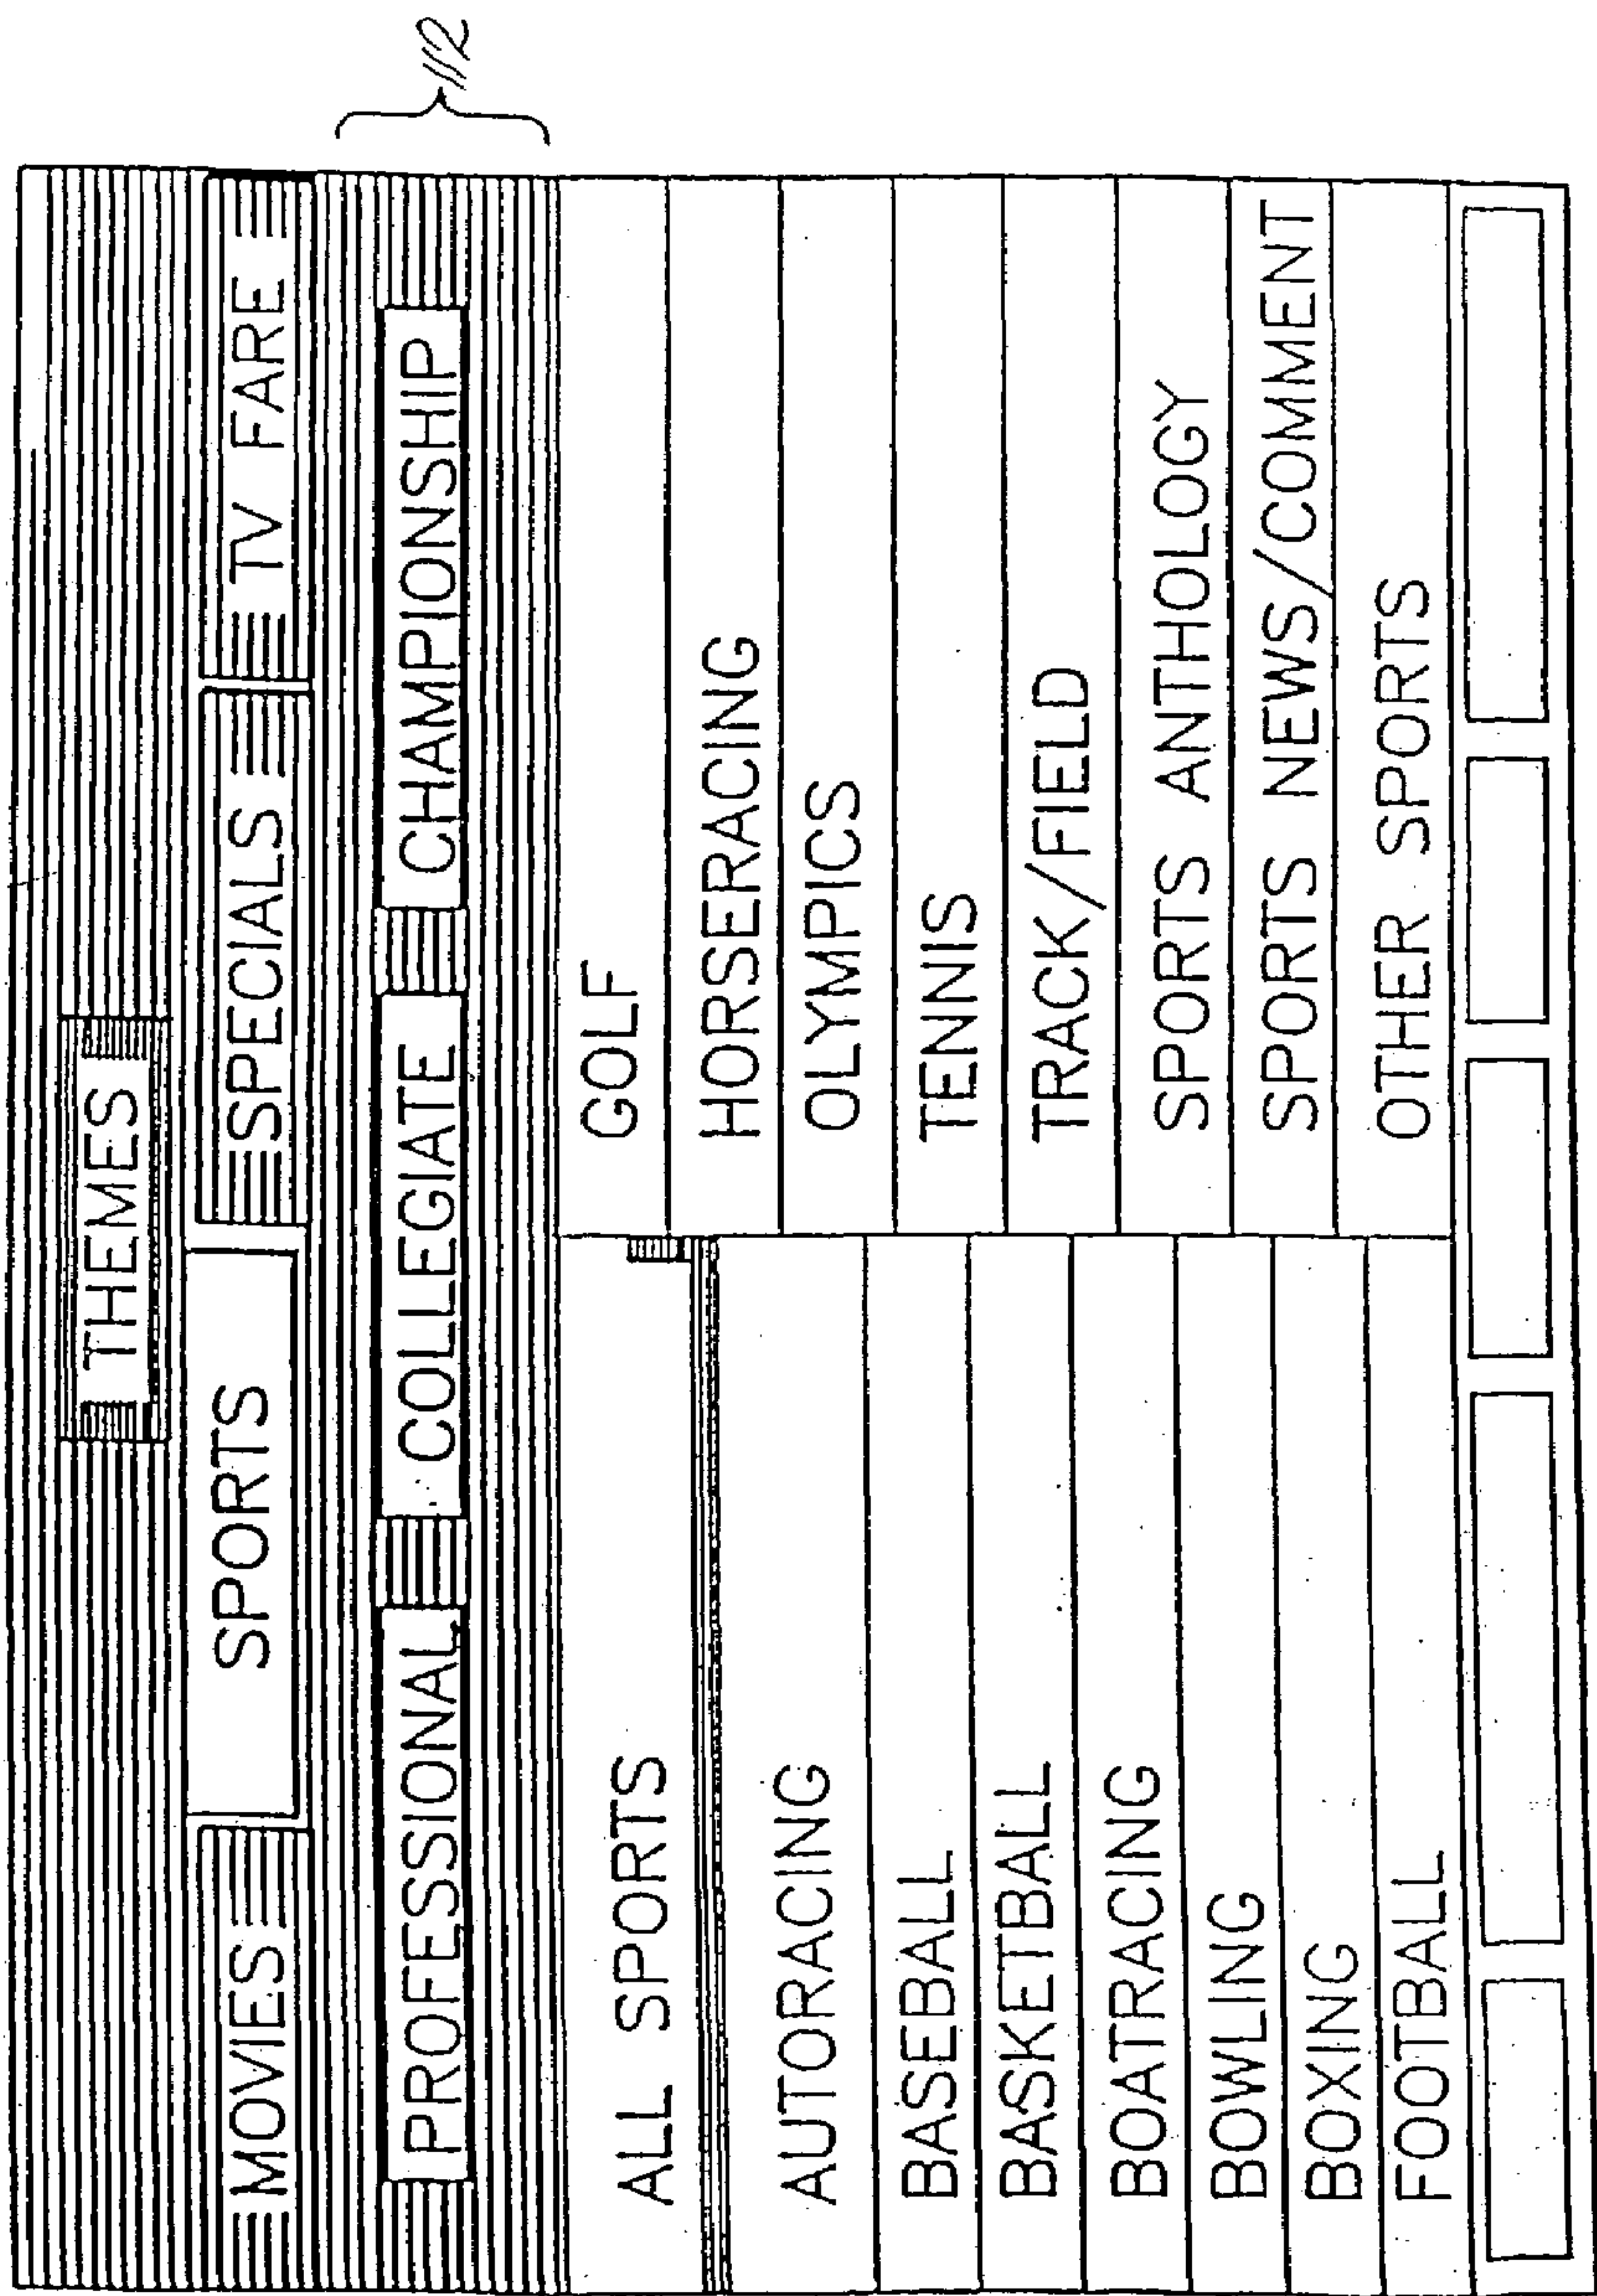 THEMES
MOVIES SPORTS SPECIALS TV FARE
112
PROFESSIONAL COLLEGIATE CHAMPIONSHIP
ALL SPORTS
AUTORACING
BASEBALL
BASKETBALL
BOATRACING
BOWLING
BOXING
FOOTBALL
GOLF
HORSERACING
OLYMPICS
TENNIS
TRACK/FIELD
SPORTS ANTHOLOGY
SPORTS NEWS/COMMENT
OTHER SPORTS